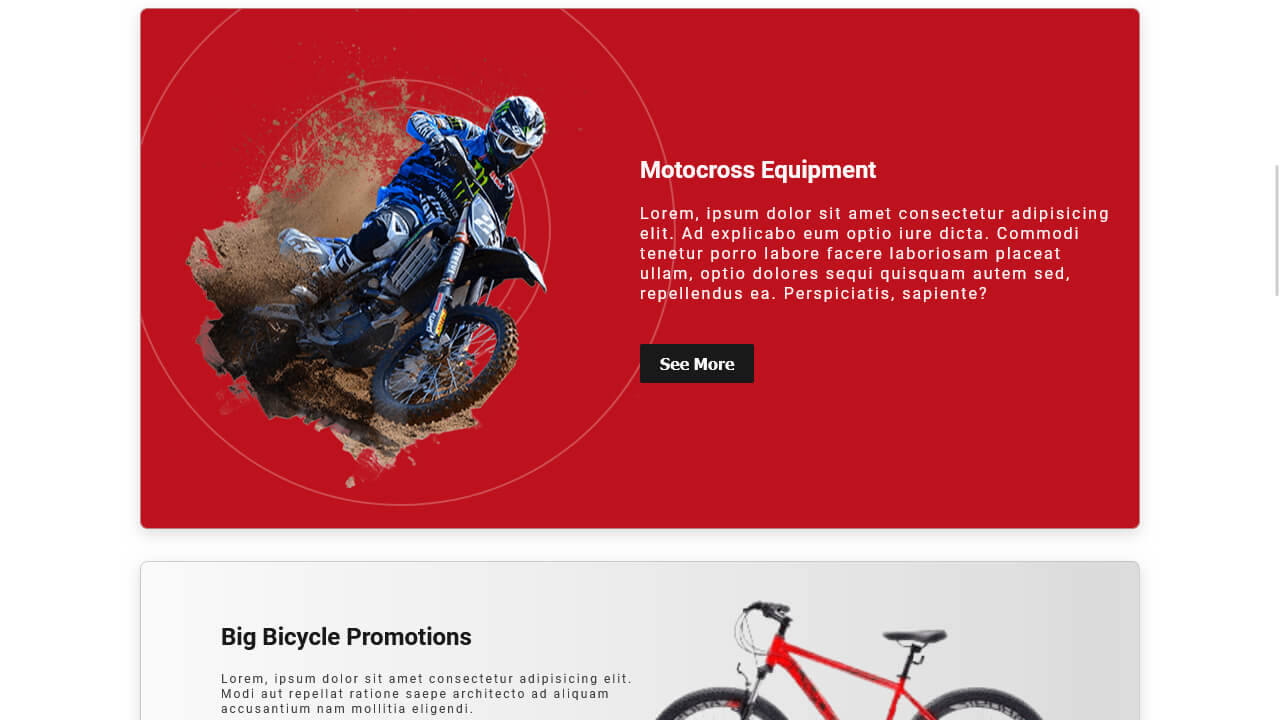 Motocross Equipment
Lorem, ipsum dolor sit amet consectetur adipisicing
elit. Ad explicabo eum optio iure dicta. Commodi
tenetur porro labore facere laboriosam placeat
ullam, optio dolores sequi quisquam autem sed,
repellendus ea. Perspiciatis, sapiente?
See More
Big Bicycle Promotions
Lorem, ipsum dolor sit amet consectetur adipisicing elit.
Modi aut repellat ratione saepe architecto ad aliquam
accusantium nam mollitia eligendi.